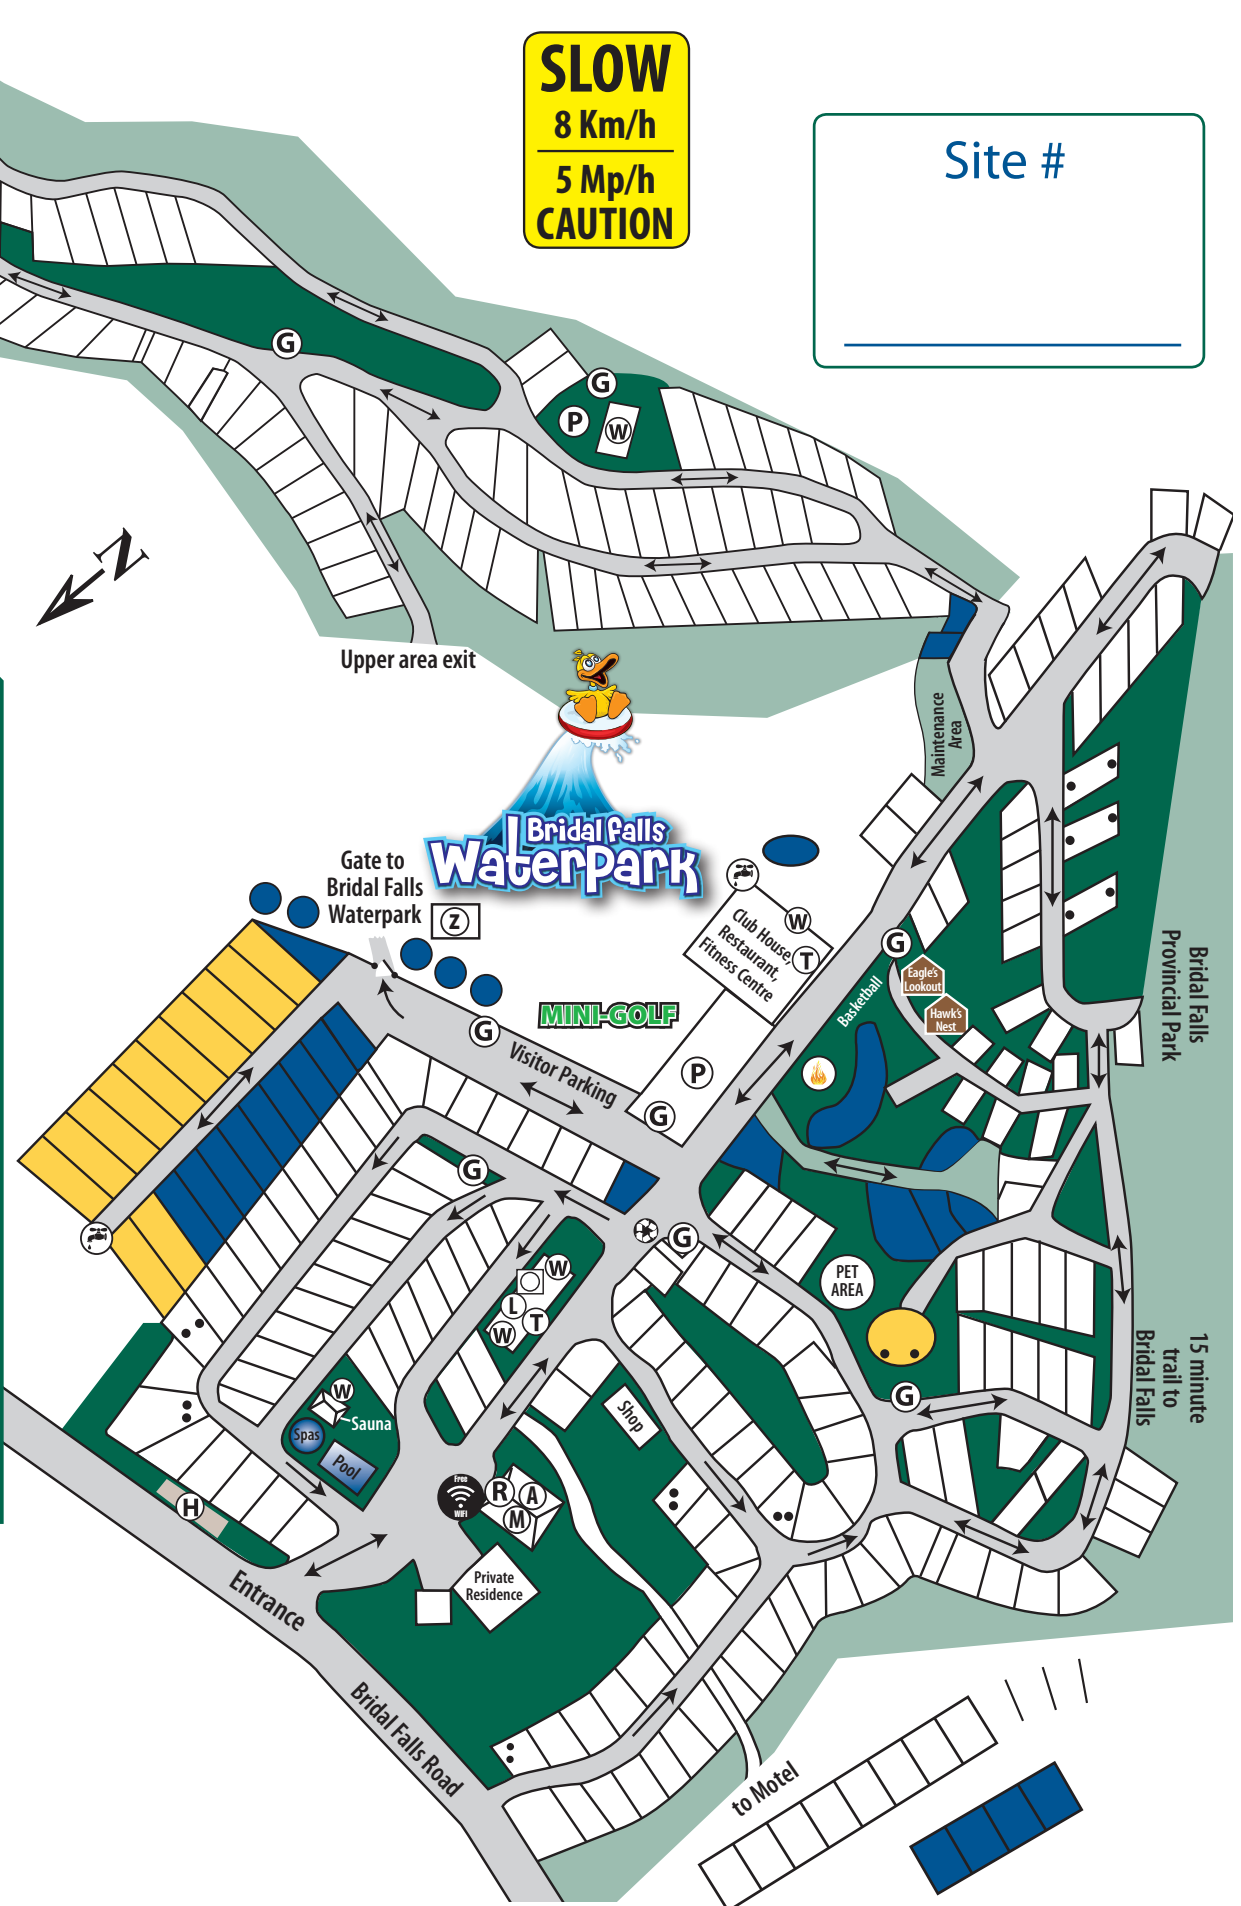 SLOW
8 Km/h
5 Mp/h
CAUTION
Site #
G
G
P
W
N
Upper area exit
Maintenance
Area
Bridal Falls
Waterpark
Gate to
Bridal Falls
Waterpark
Z
Club House,
Restaurant,
Fitness Centre
W
T
G
Eagle's
Lookout
Hawk's
Nest
Basketball
Bridal Falls
Provincial Park
MINI-GOLF
G
Visitor Parking
P
G
G
G
W
L
T
W
PET
AREA
G
15 minute
trail to
Bridal Falls
W
Sauna
Spas
Pool
Shop
Free
WiFi
R
A
M
H
Private
Residence
Entrance
Bridal Falls Road
to Motel